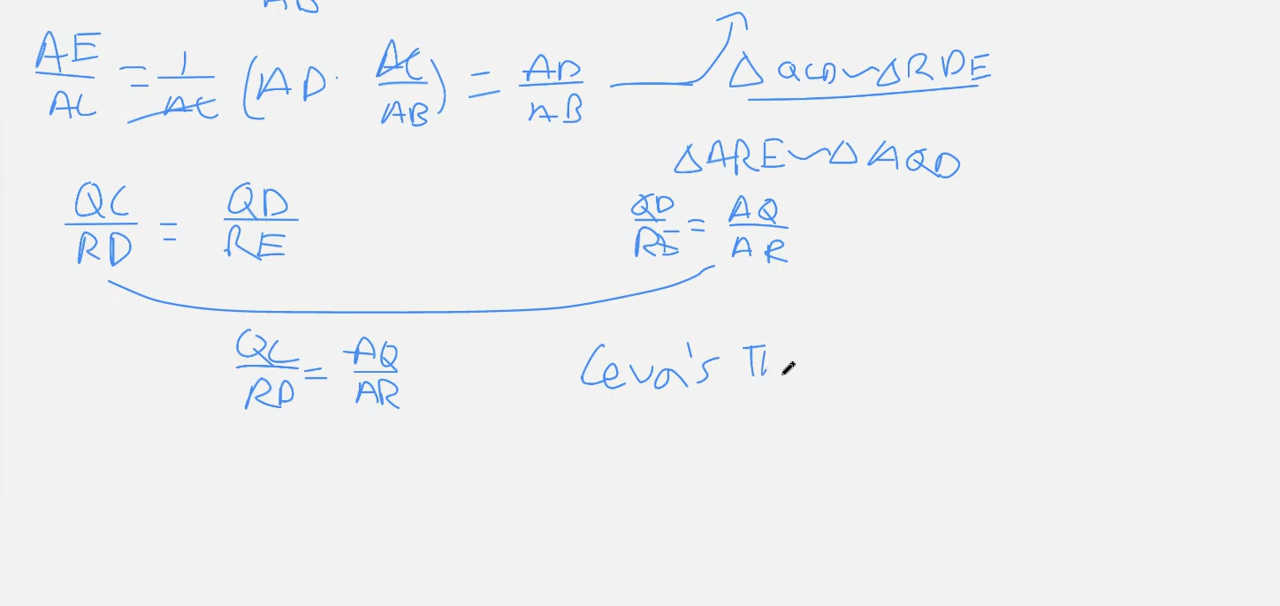 AE/AC = 1/AC (AD · AC/AB) = AD/AB → Δ QCD ~ Δ RDE
Δ ARE ~ Δ AQD
QC/RD = QD/RE QD/RE = AQ/AR
QC/RD = AQ/AR Ceva's Th